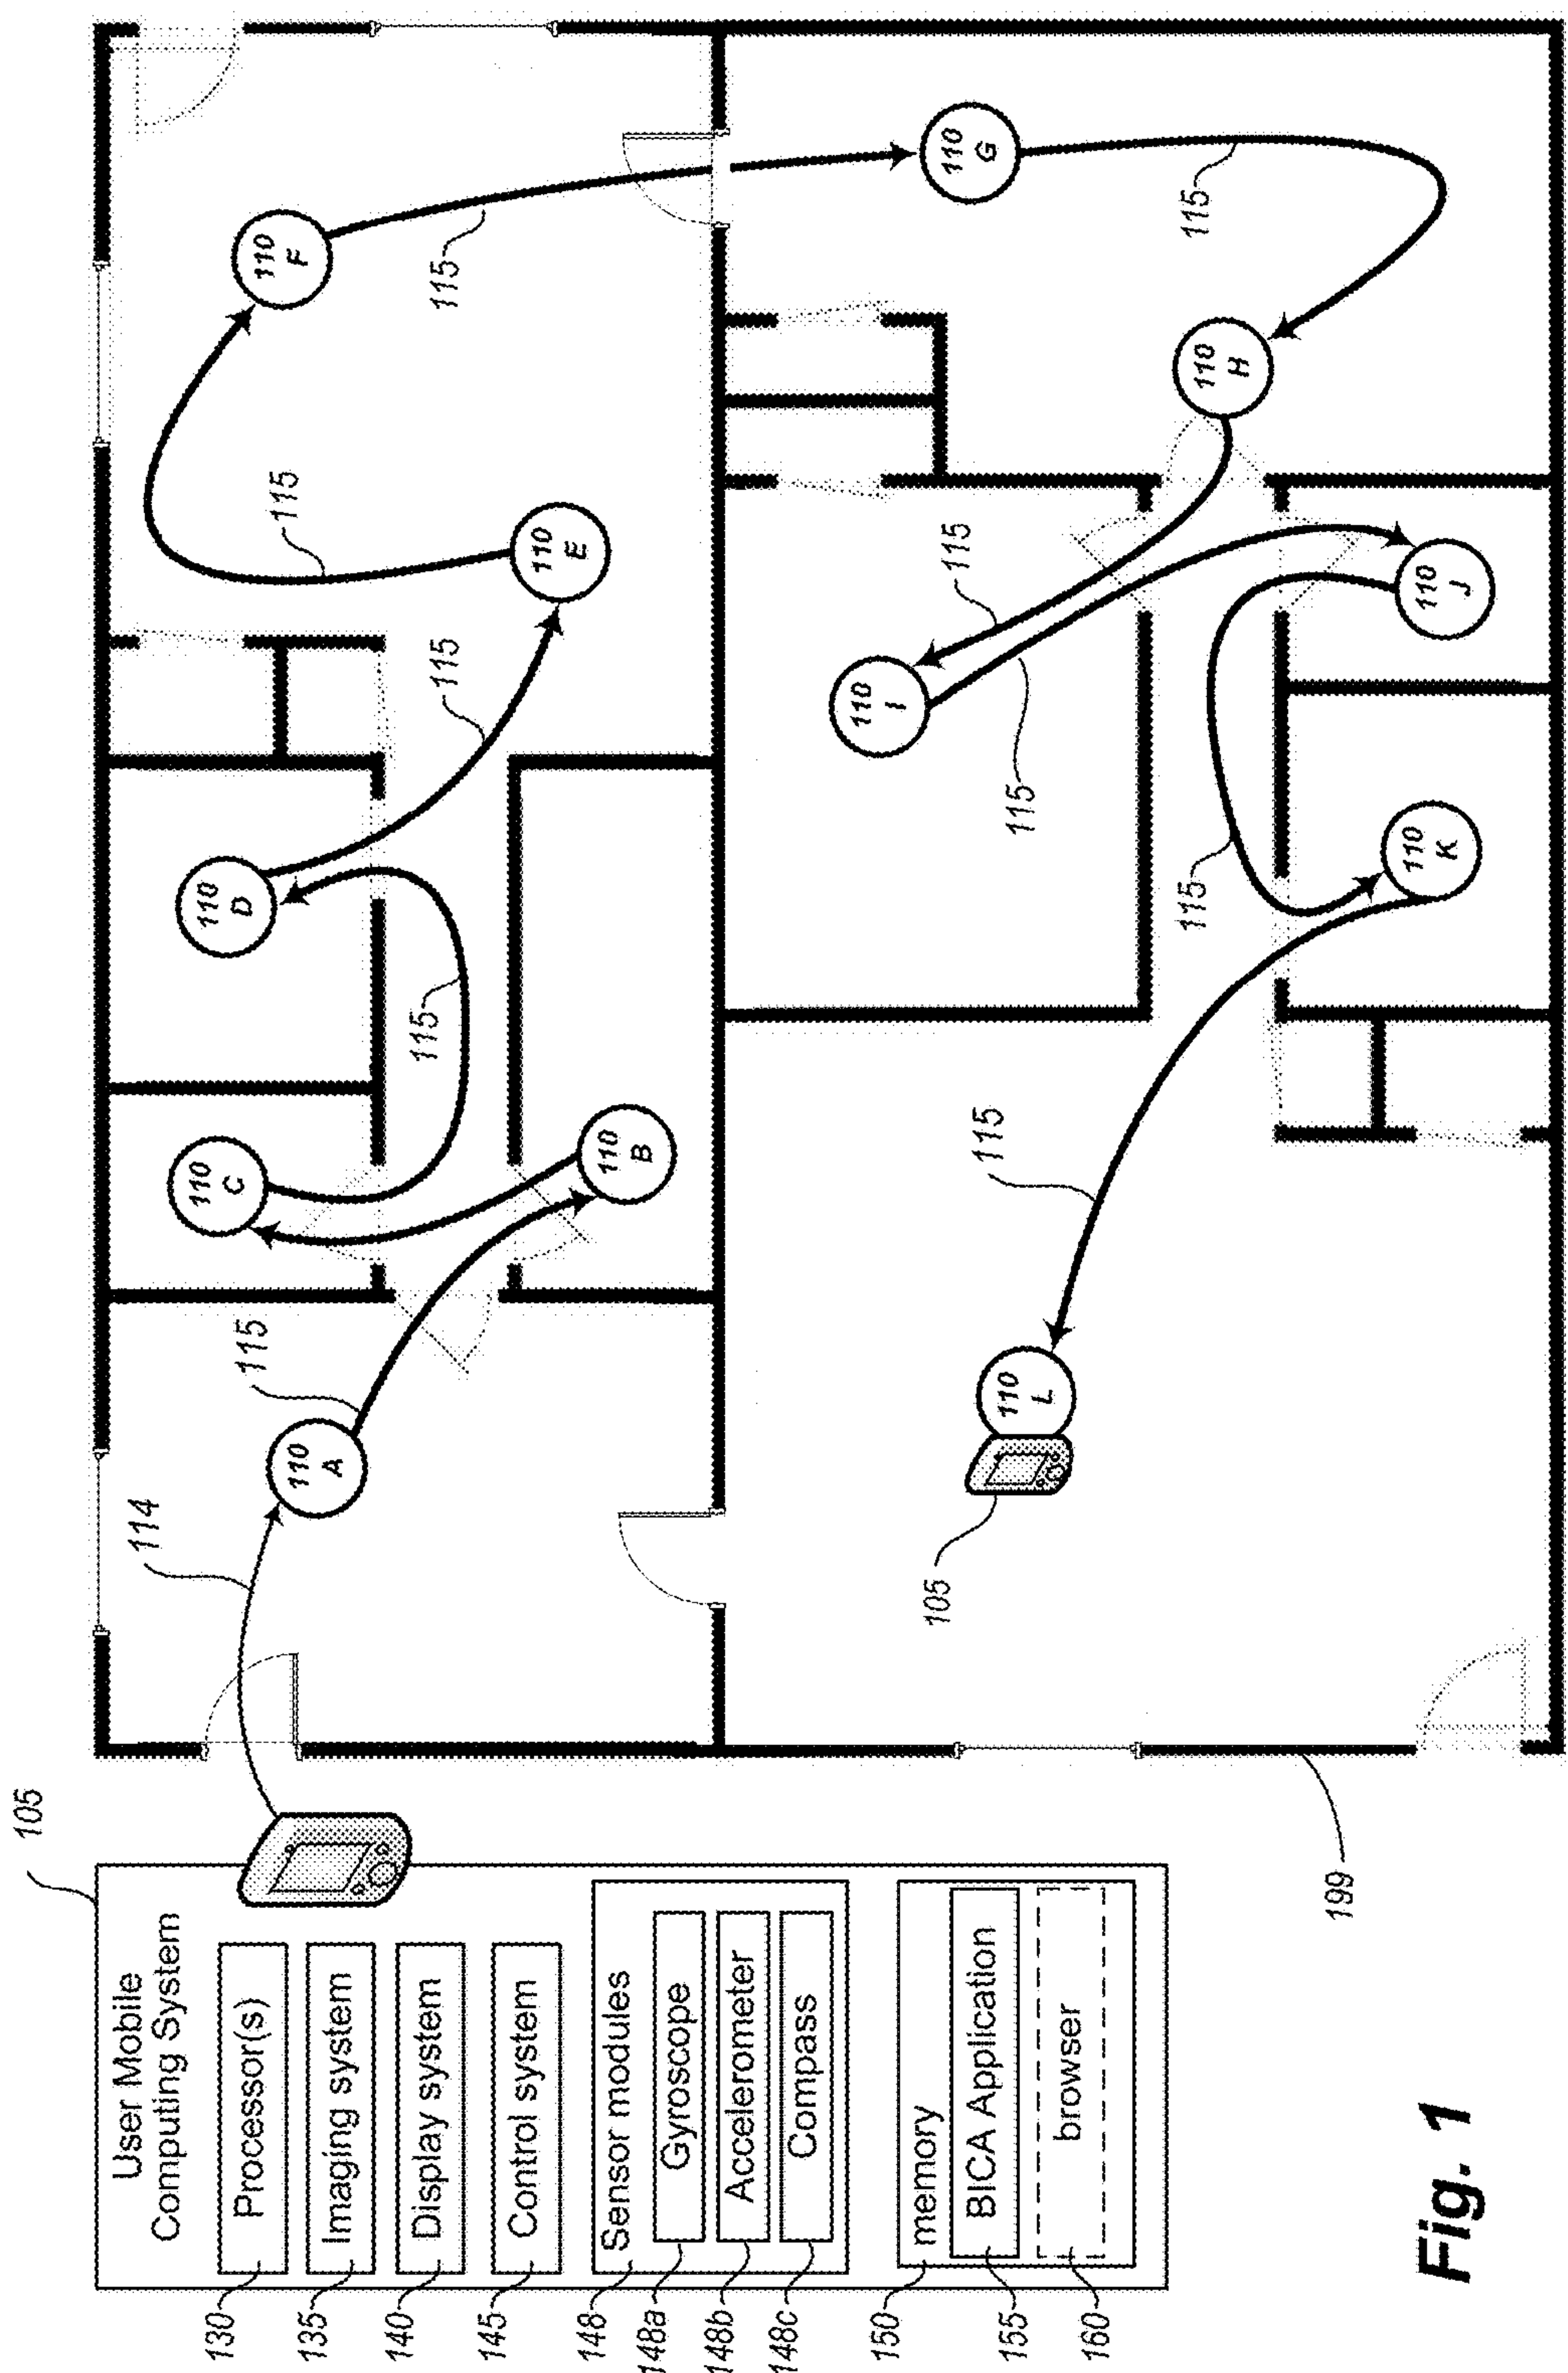 105
User Mobile
Computing System
130
Processor(s)
135
Imaging system
140
Display system
145
Control system
148
Sensor modules
148a
Gyroscope
148b
Accelerometer
148c
Compass
150
memory
155
BICA Application
160
browser
114
110
A
115
110
B
110
C
115
110
D
115
110
E
115
110
F
115
110
G
115
110
H
115
110
I
115
110
J
115
110
K
115
110
L
105
199
Fig. 1